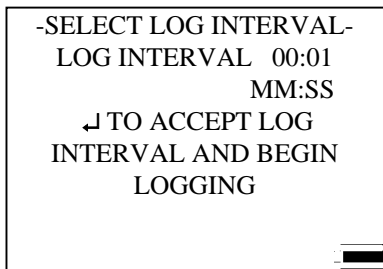 -SELECT LOG INTERVAL-
LOG INTERVAL 00:01
MM:SS
↵ TO ACCEPT LOG
INTERVAL AND BEGIN
LOGGING